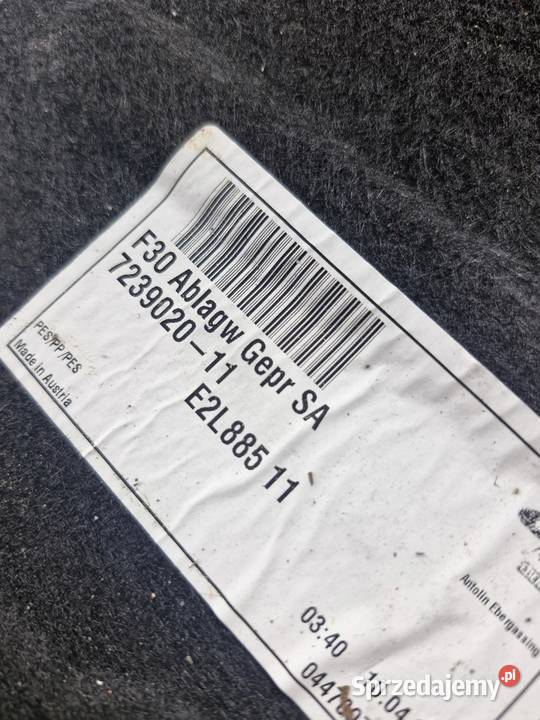 F30 Ablagw Gepr SA
7239020-11
E2L885 11
PES/PP/PES
Made in Austria
Antolin Ebergassing
03:40
04478
Sprzedajemy.pl